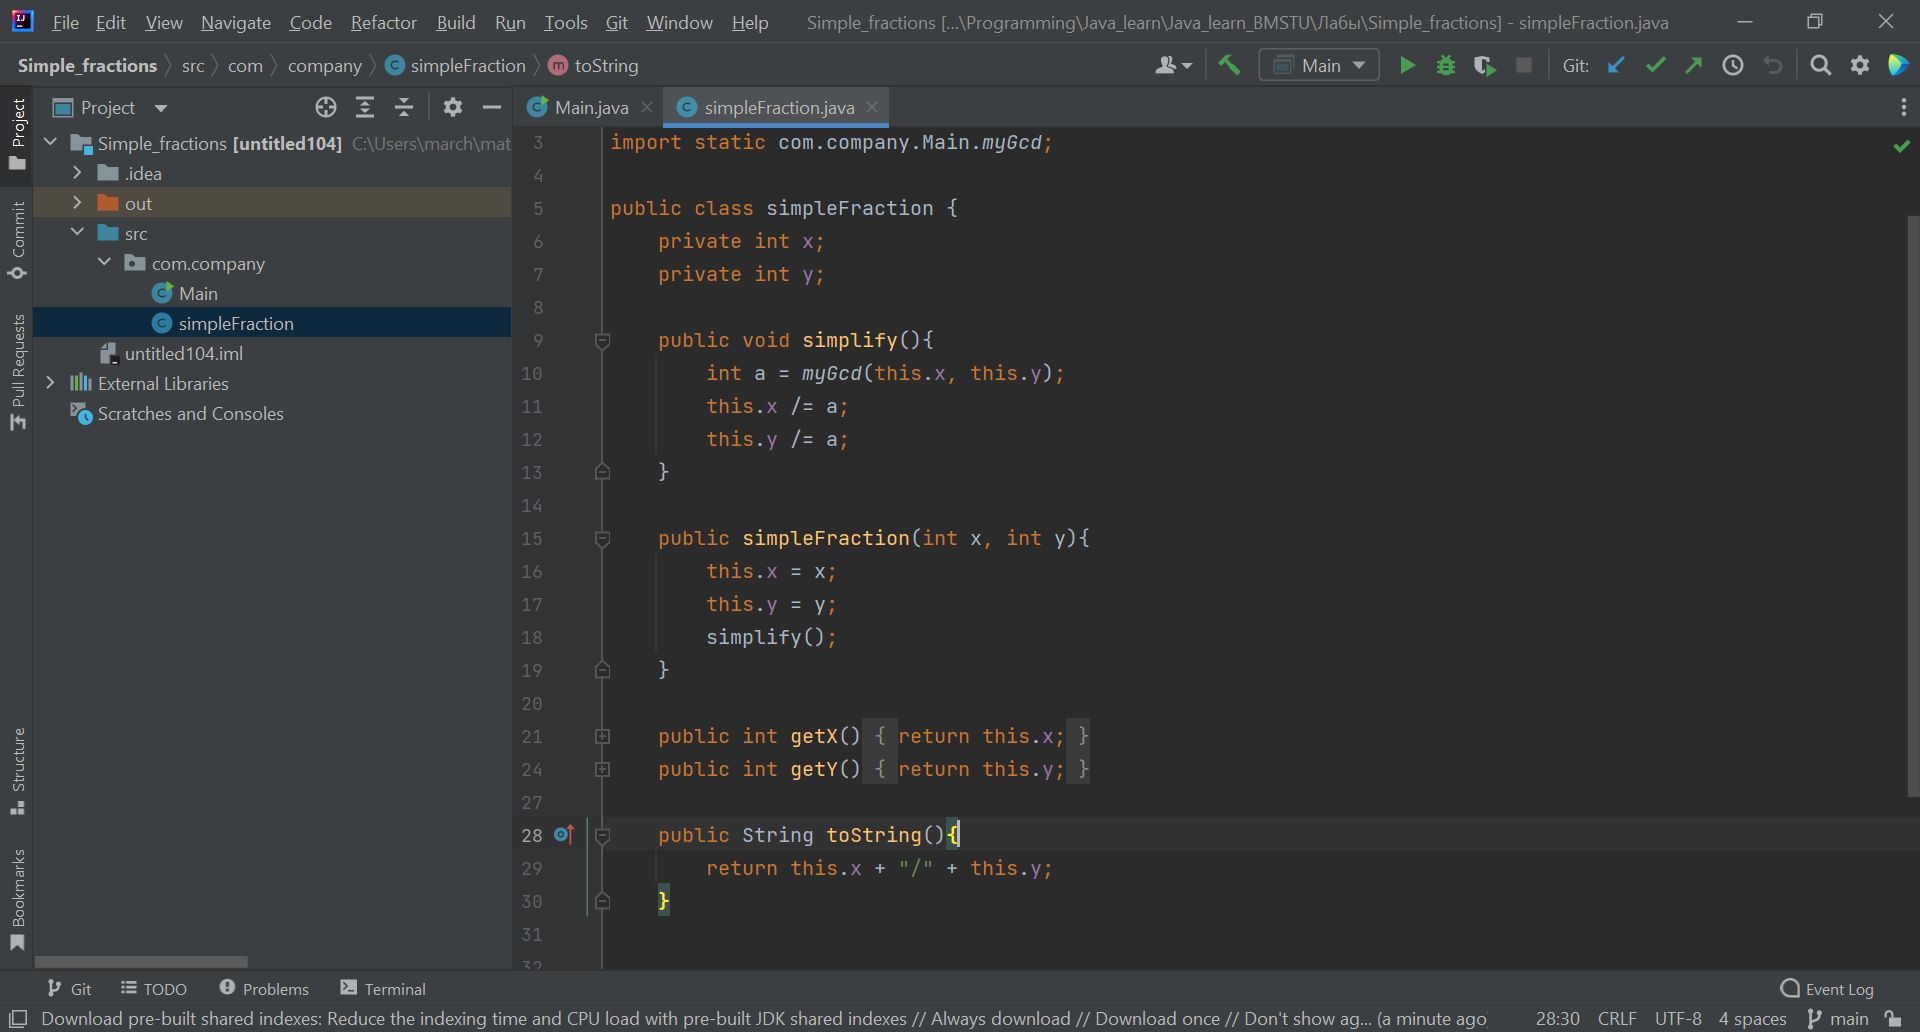 File Edit View Navigate Code Refactor Build Run Tools Git Window Help Simple_fractions [...\Programming\Java_learn\Java_learn_BMSTU\Лабы\Simple_fractions] - simpleFraction.java
Simple_fractions src com company simpleFraction toString Main Git:
Project
Main.java simpleFraction.java
Project
Commit
Pull Requests
Structure
Bookmarks
Simple_fractions [untitled104] C:\Users\march\mat
.idea
out
src
com.company
Main
simpleFraction
untitled104.iml
External Libraries
Scratches and Consoles
3 import static com.company.Main.myGcd;
4
5 public class simpleFraction {
6 private int x;
7 private int y;
8
9 public void simplify(){
10 int a = myGcd(this.x, this.y);
11 this.x /= a;
12 this.y /= a;
13 }
14
15 public simpleFraction(int x, int y){
16 this.x = x;
17 this.y = y;
18 simplify();
19 }
20
21 public int getX() { return this.x; }
24 public int getY() { return this.y; }
27
28 public String toString(){
29 return this.x + "/" + this.y;
30 }
31
32
Git TODO Problems Terminal Event Log
Download pre-built shared indexes: Reduce the indexing time and CPU load with pre-built JDK shared indexes // Always download // Download once // Don't show ag... (a minute ago) 28:30 CRLF UTF-8 4 spaces main